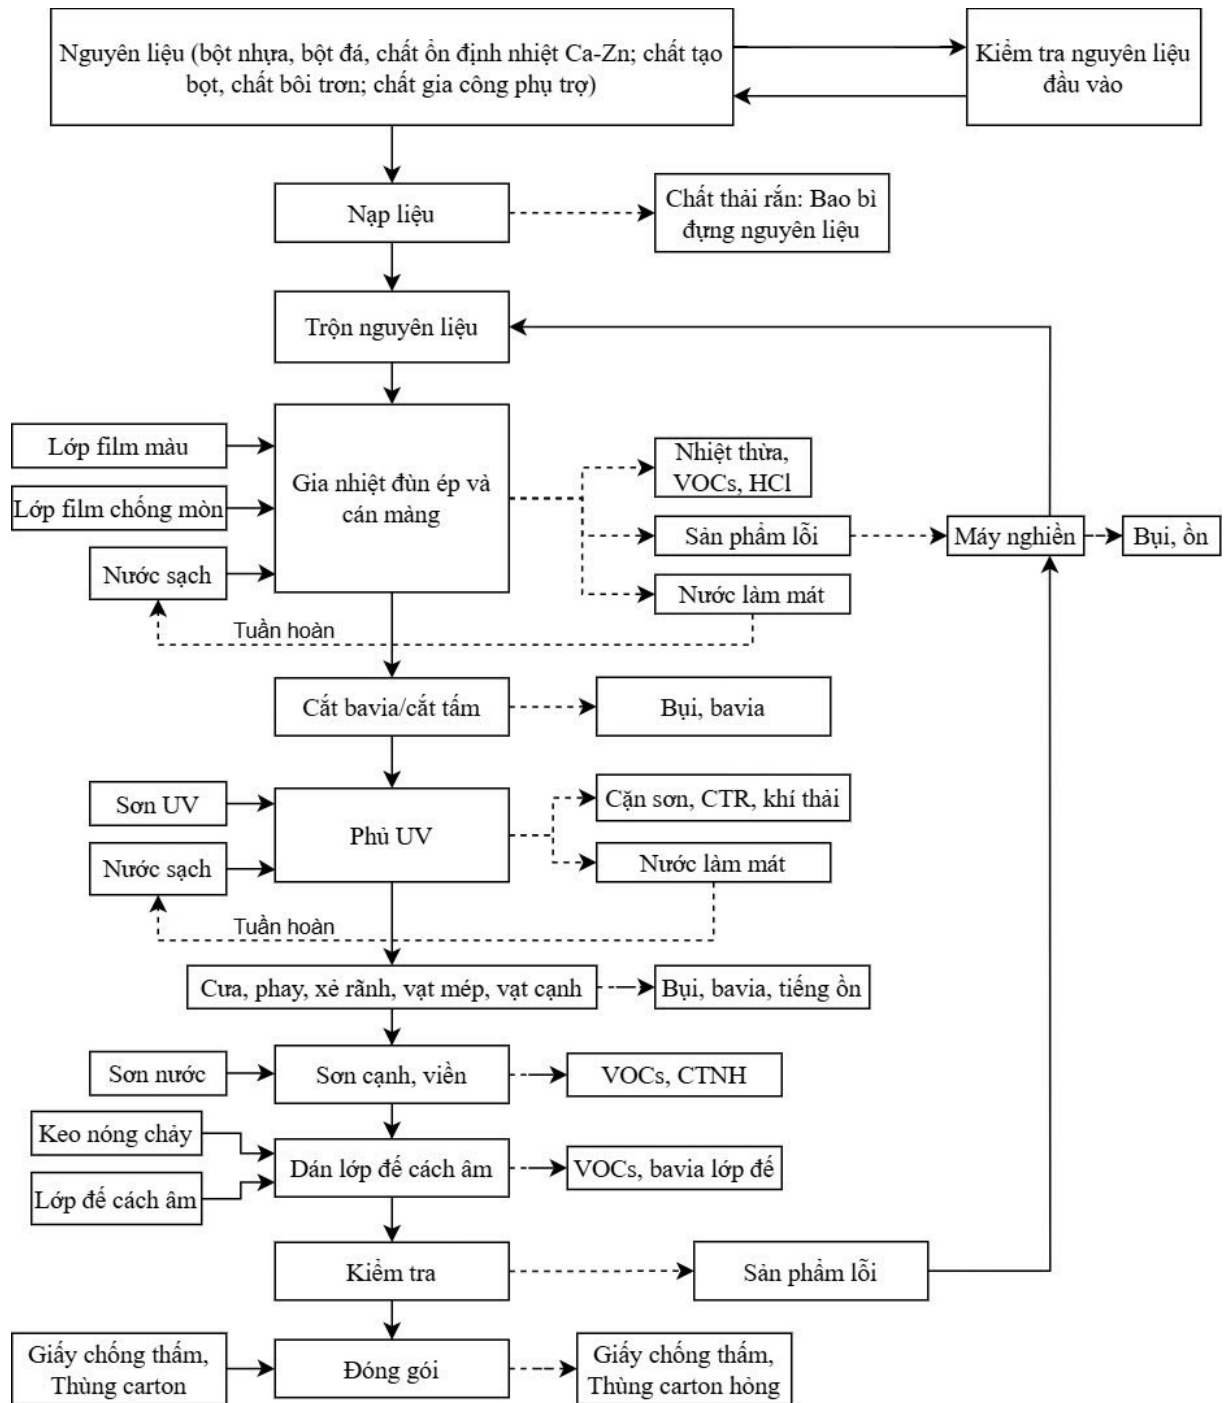 Nguyên liệu (bột nhựa, bột đá, chất ổn định nhiệt Ca-Zn; chất tạo
bọt, chất bôi trơn; chất gia công phụ trợ)
Kiểm tra nguyên liệu
đầu vào
Nạp liệu
Chất thải rắn: Bao bì
đựng nguyên liệu
Trộn nguyên liệu
Lớp film màu
Lớp film chống mòn
Nước sạch
Gia nhiệt đùn ép và
cán màng
Nhiệt thừa,
VOCs, HCl
Sản phẩm lỗi
Máy nghiền
Bụi, ồn
Nước làm mát
Tuần hoàn
Cắt bavia/cắt tấm
Bụi, bavia
Sơn UV
Nước sạch
Phủ UV
Cặn sơn, CTR, khí thải
Nước làm mát
Tuần hoàn
Cưa, phay, xẻ rãnh, vạt mép, vạt cạnh
Bụi, bavia, tiếng ồn
Sơn nước
Sơn cạnh, viền
VOCs, CTNH
Keo nóng chảy
Lớp đế cách âm
Dán lớp đế cách âm
VOCs, bavia lớp đế
Kiểm tra
Sản phẩm lỗi
Giấy chống thấm,
Thùng carton
Đóng gói
Giấy chống thấm,
Thùng carton hỏng